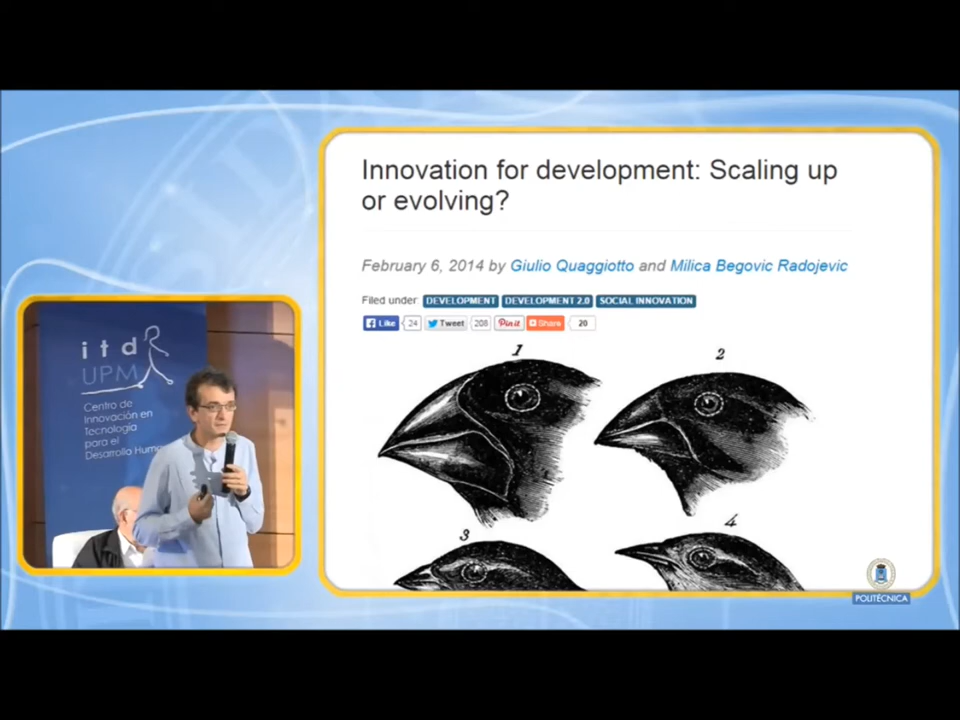 Innovation for development: Scaling up
or evolving?
February 6, 2014 by Giulio Quaggiotto and Milica Begovic Radojevic
Filed under: DEVELOPMENT DEVELOPMENT 2.0 SOCIAL INNOVATION
Like 24 Tweet 208 Pin it Share 20
1
2
3
4
itd
UPM
Centro de
Innovación en
Tecnología
para el
Desarrollo Huma
POLITÉCNICA